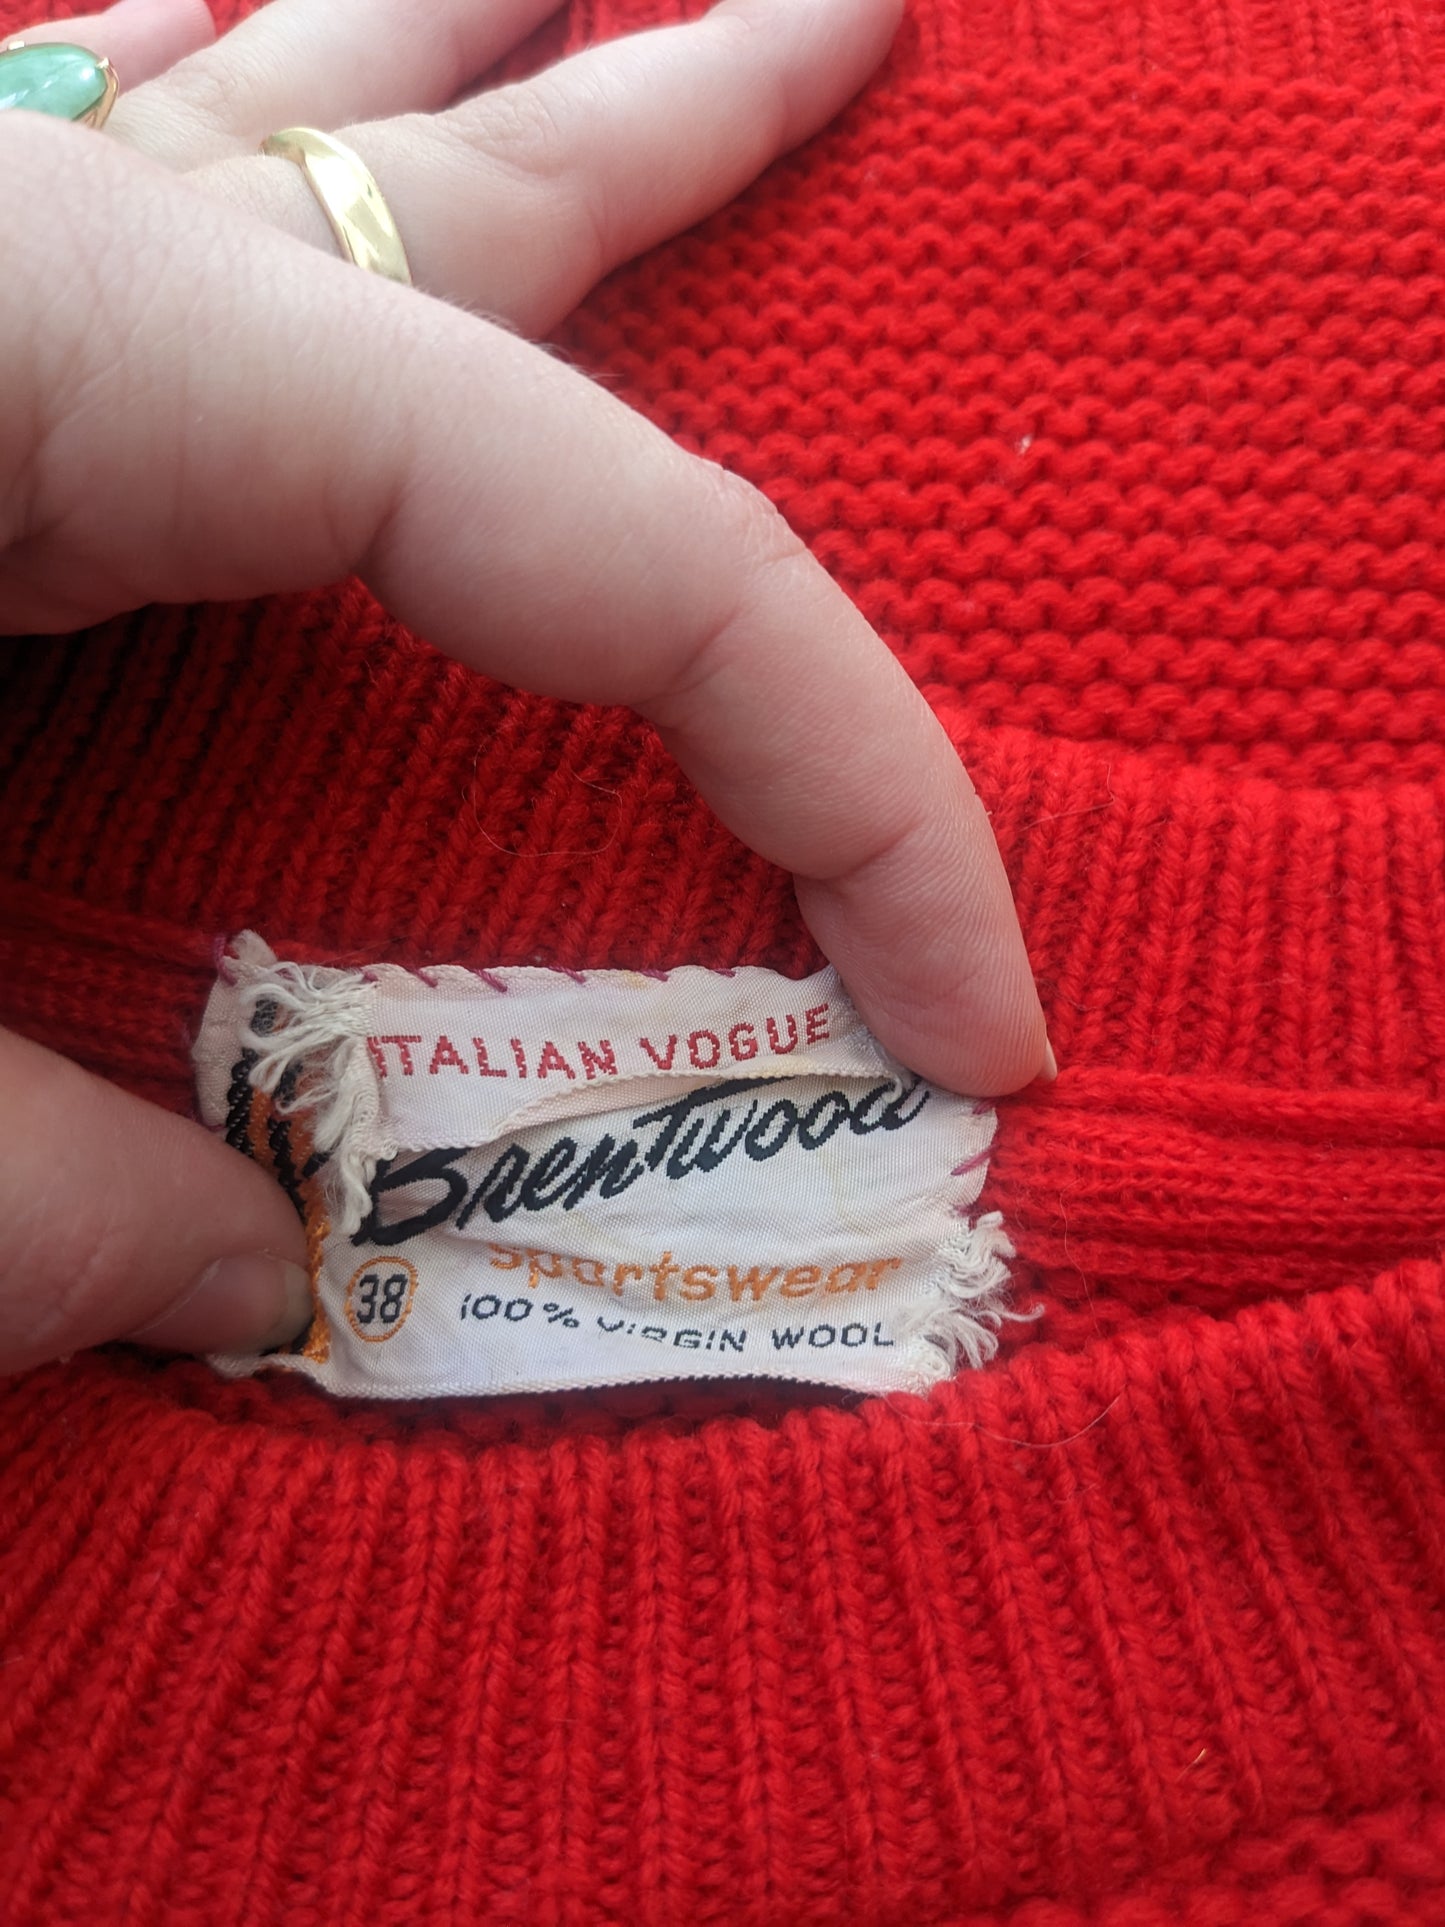 ITALIAN VOGUE
Brentwood
sportswear
38
100% VIRGIN WOOL